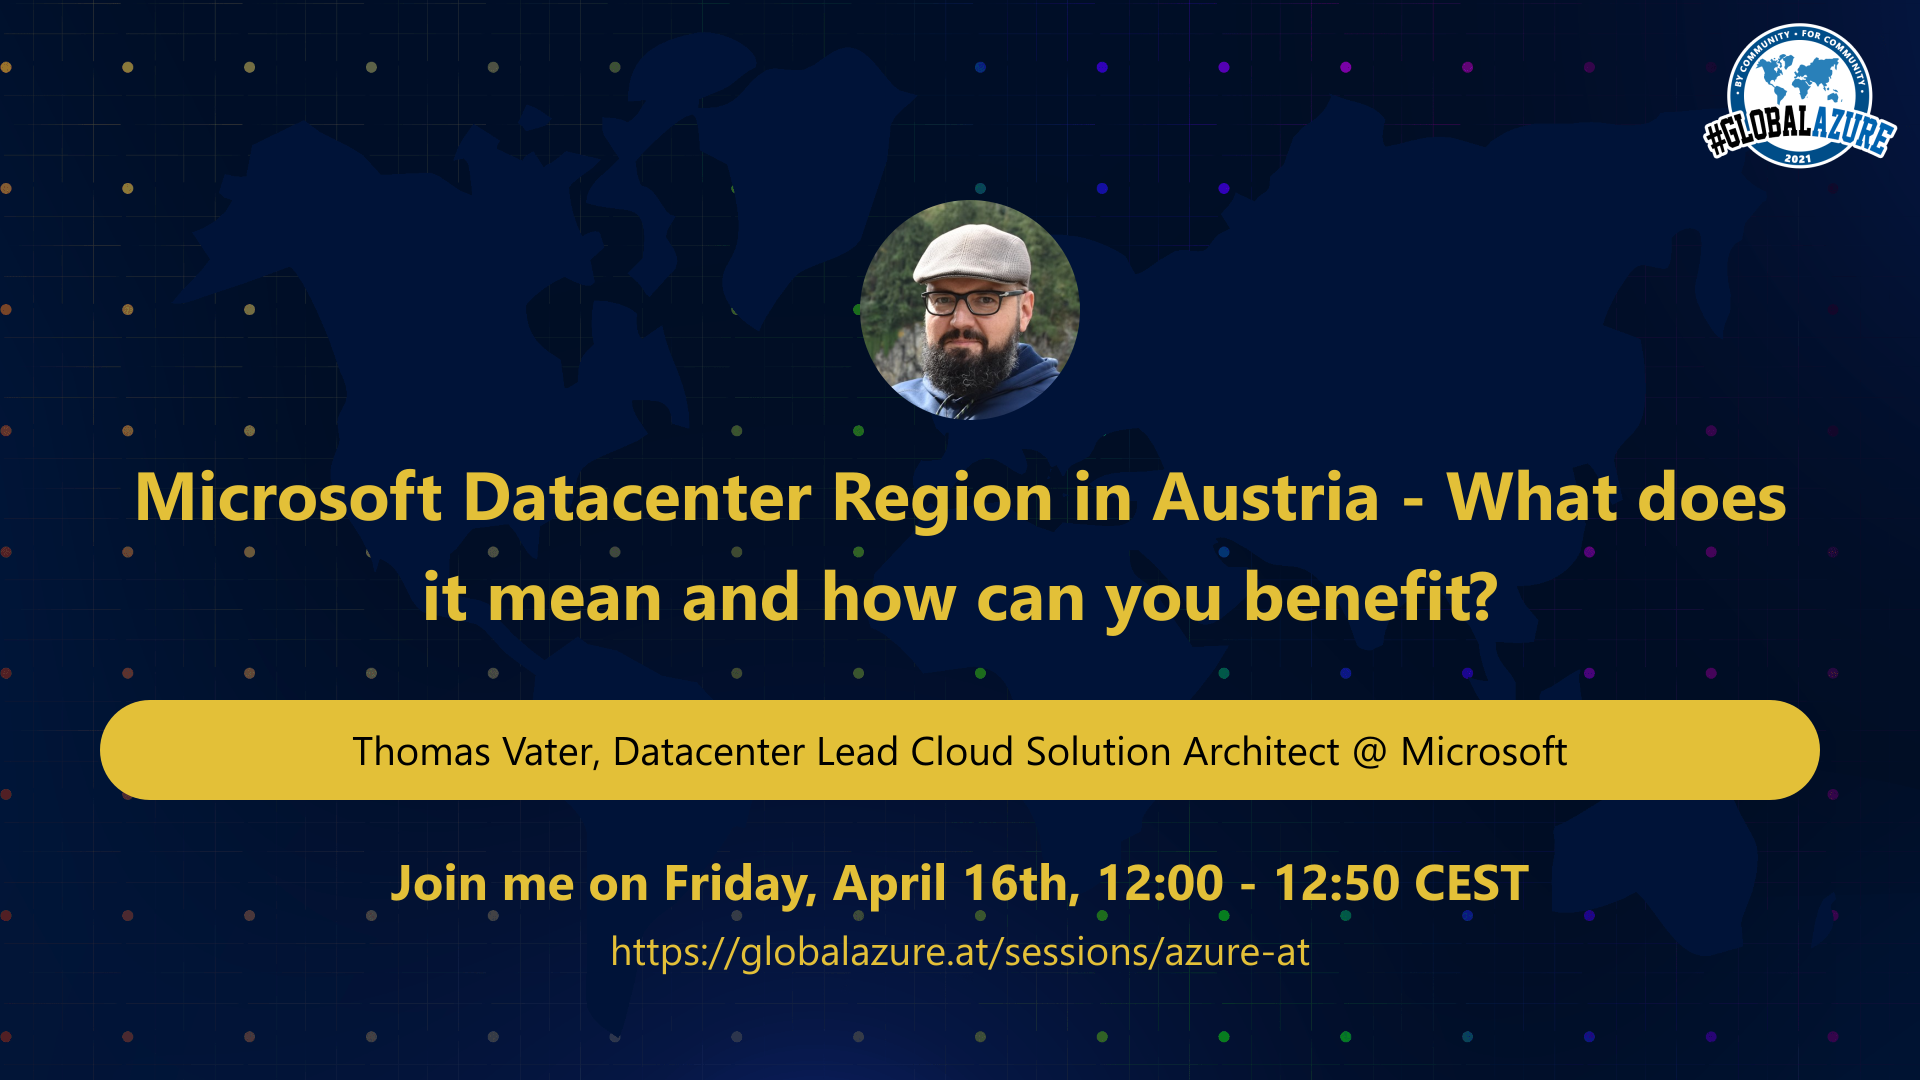 • BY COMMUNITY • FOR COMMUNITY •
#GLOBALAZURE
2021
Microsoft Datacenter Region in Austria - What does
it mean and how can you benefit?
Thomas Vater, Datacenter Lead Cloud Solution Architect @ Microsoft
Join me on Friday, April 16th, 12:00 - 12:50 CEST
https://globalazure.at/sessions/azure-at